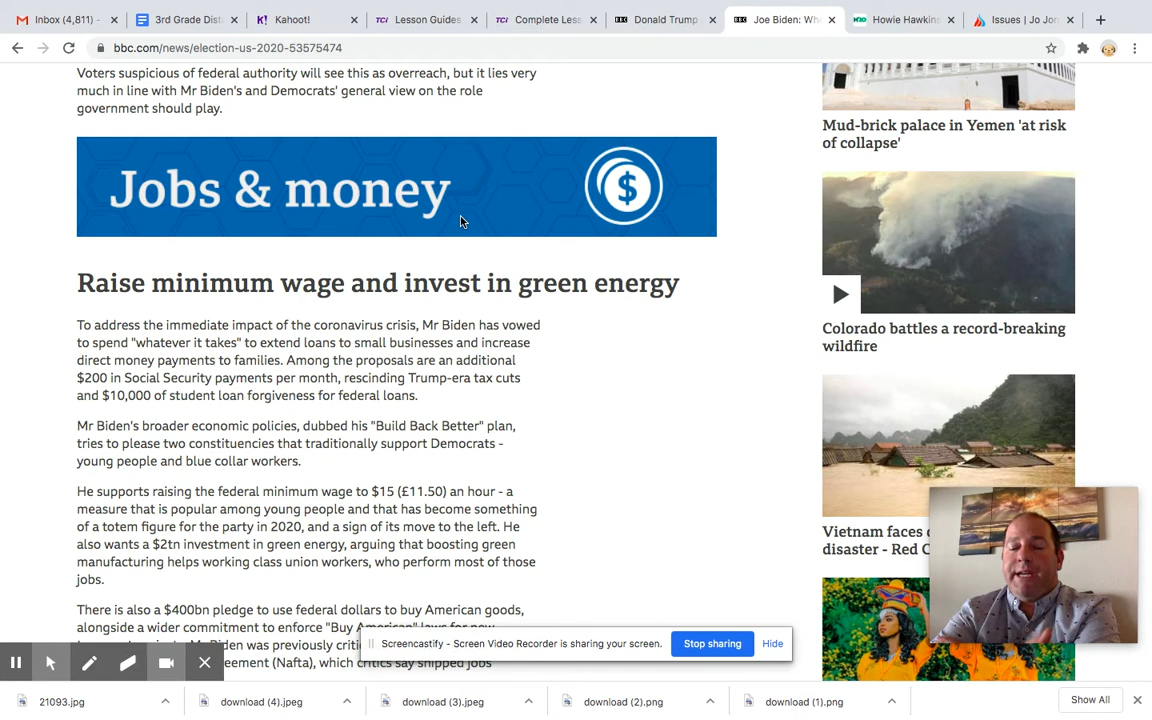 Inbox (4,811) -
3rd Grade Dist
Kahoot!
TCi
Lesson Guides
TCi
Complete Less
BBC
Donald Trump
BBC
Joe Biden: Wh
Howie Hawkins
Issues | Jo Jor
bbc.com/news/election-us-2020-53575474
Voters suspicious of federal authority will see this as overreach, but it lies very
much in line with Mr Biden's and Democrats' general view on the role
government should play.
Jobs & money
$
Raise minimum wage and invest in green energy
To address the immediate impact of the coronavirus crisis, Mr Biden has vowed
to spend "whatever it takes" to extend loans to small businesses and increase
direct money payments to families. Among the proposals are an additional
$200 in Social Security payments per month, rescinding Trump-era tax cuts
and $10,000 of student loan forgiveness for federal loans.
Mr Biden's broader economic policies, dubbed his "Build Back Better" plan,
tries to please two constituencies that traditionally support Democrats -
young people and blue collar workers.
He supports raising the federal minimum wage to $15 (£11.50) an hour - a
measure that is popular among young people and that has become something
of a totem figure for the party in 2020, and a sign of its move to the left. He
also wants a $2tn investment in green energy, arguing that boosting green
manufacturing helps working class union workers, who perform most of those
jobs.
There is also a $400bn pledge to use federal dollars to buy American goods,
alongside a wider commitment to enforce "Buy American" laws for new
Mr Biden was previously
(Nafta), which critics say shipped jobs
Mud-brick palace in Yemen 'at risk
of collapse'
Colorado battles a record-breaking
wildfire
Vietnam faces
disaster - Red
Screencastify - Screen Video Recorder is sharing your screen.
Stop sharing
Hide
21093.jpg
download (4).jpeg
download (3).jpeg
download (2).png
download (1).png
Show All